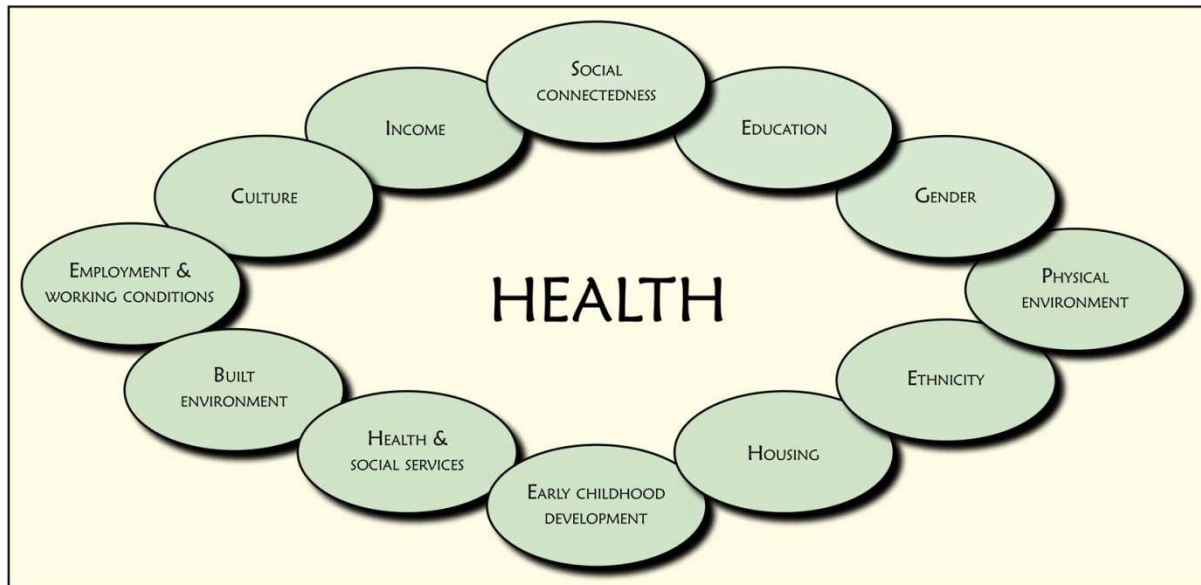 Social
connectedness
Income
Education
Culture
Gender
Employment &
working conditions
HEALTH
Physical
environment
Built
environment
Ethnicity
Health &
social services
Housing
Early childhood
development